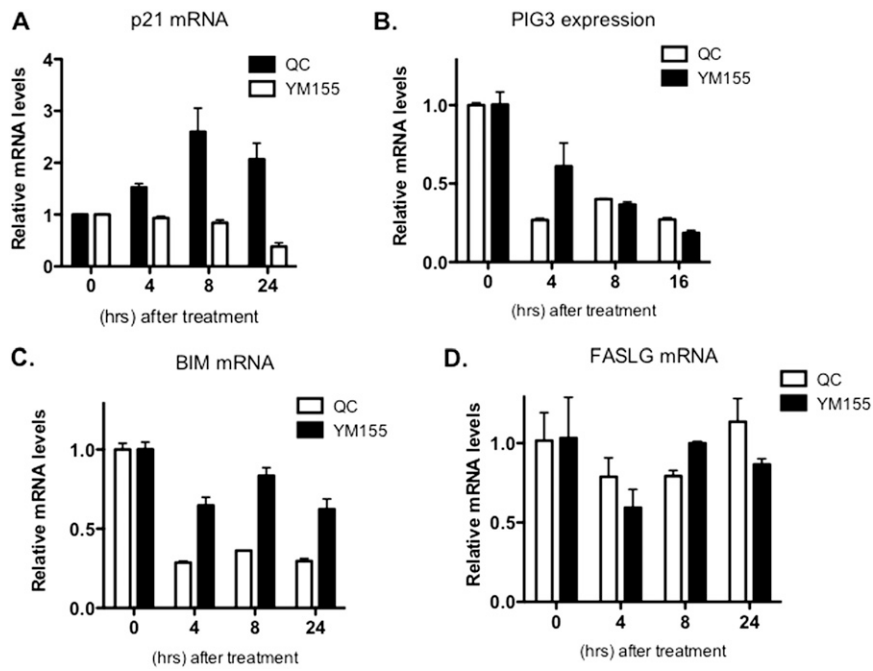 A
p21 mRNA
QC
YM155
Relative mRNA levels
4
3
2
1
0
0 4 8 24
(hrs) after treatment
B.
PIG3 expression
QC
YM155
Relative mRNA levels
1.0
0.5
0.0
0 4 8 16
(hrs) after treatment
C.
BIM mRNA
QC
YM155
Relative mRNA levels
1.0
0.5
0.0
0 4 8 24
(hrs) after treatment
D.
FASLG mRNA
QC
YM155
Relative mRNA levels
1.0
0.5
0.0
0 4 8 24
(hrs) after treatment